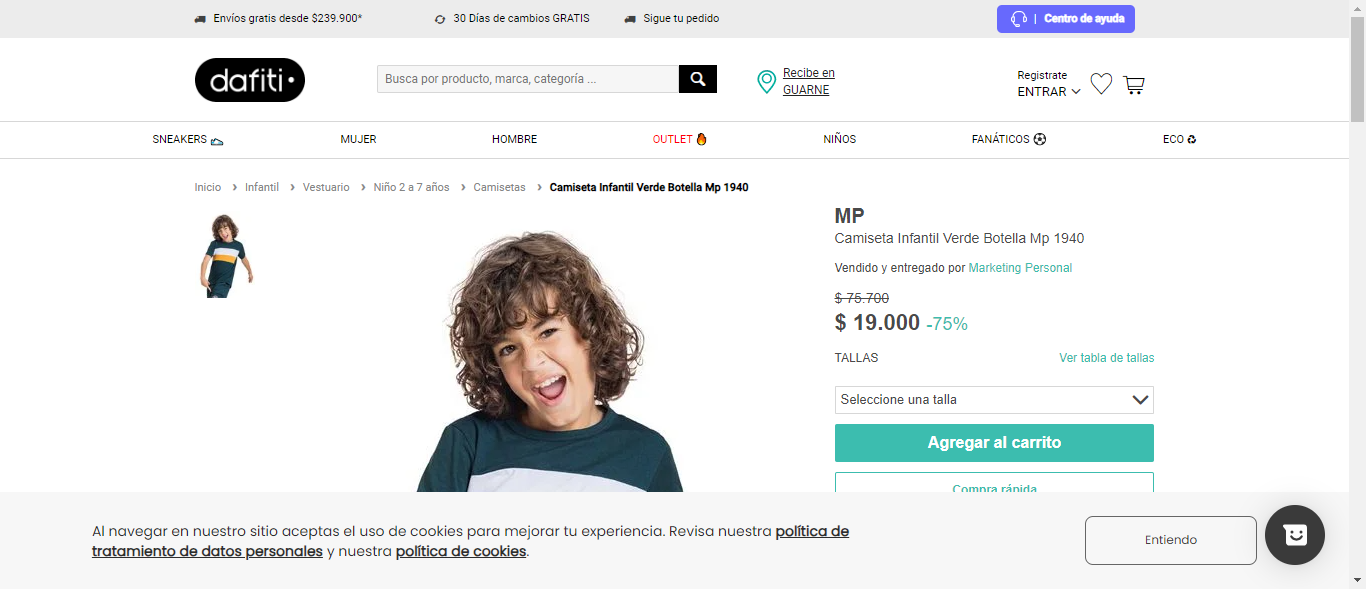 Envíos gratis desde $239.900*
30 Días de cambios GRATIS
Sigue tu pedido
| Centro de ayuda
dafiti
Busca por producto, marca, categoría ...
Recibe en
GUARNE
Registrate
ENTRAR
SNEAKERS
MUJER
HOMBRE
OUTLET
NIÑOS
FANÁTICOS
ECO
Inicio › Infantil › Vestuario › Niño 2 a 7 años › Camisetas › Camiseta Infantil Verde Botella Mp 1940
MP
Camiseta Infantil Verde Botella Mp 1940
Vendido y entregado por Marketing Personal
$ 75.700
$ 19.000 -75%
TALLAS
Ver tabla de tallas
Seleccione una talla
Agregar al carrito
Compra rápida
Al navegar en nuestro sitio aceptas el uso de cookies para mejorar tu experiencia. Revisa nuestra política de
tratamiento de datos personales y nuestra política de cookies.
Entiendo